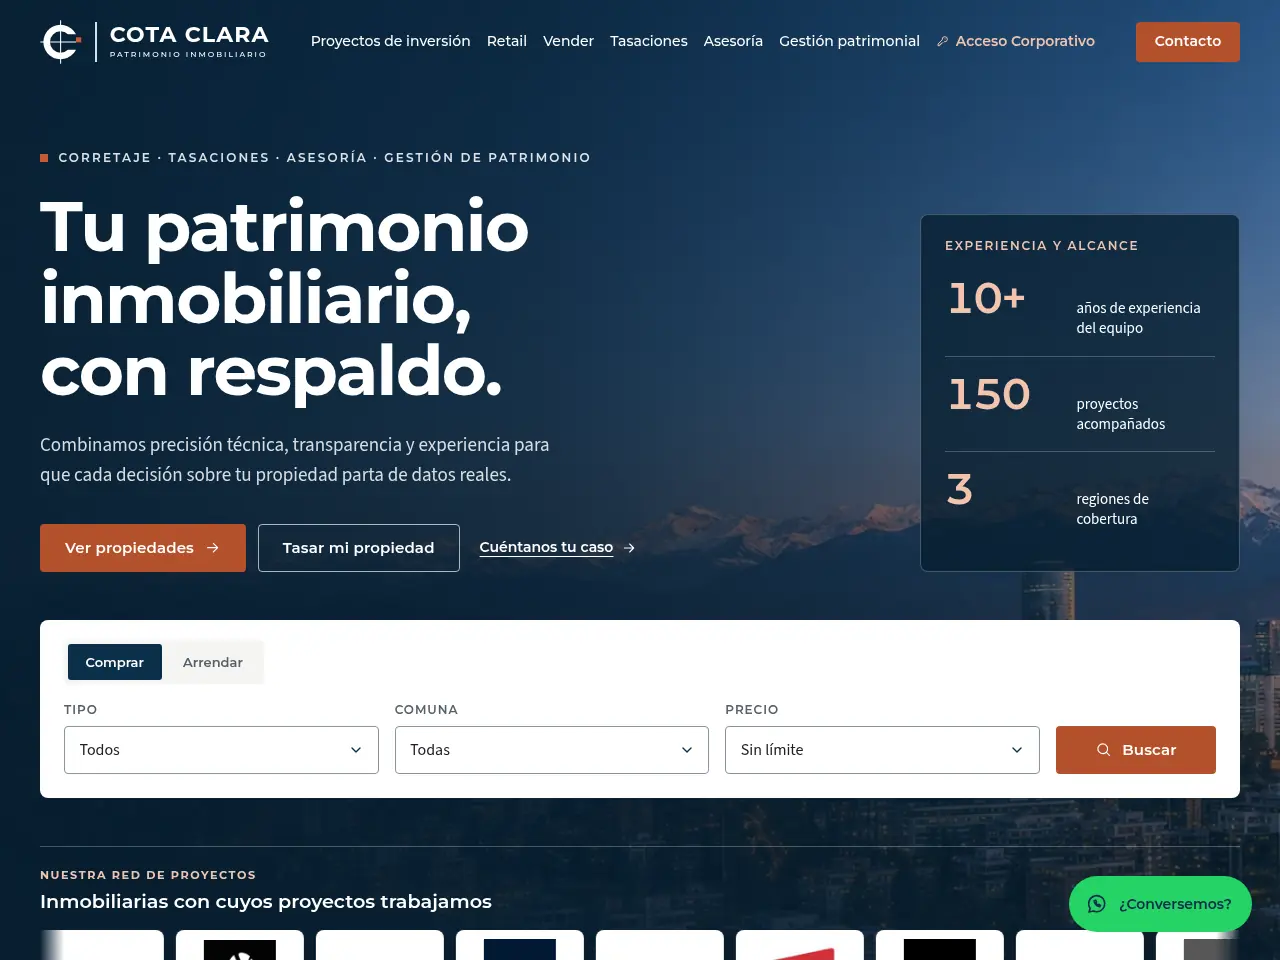 COTA CLARA
PATRIMONIO INMOBILIARIO
Proyectos de inversión
Retail
Vender
Tasaciones
Asesoría
Gestión patrimonial
Acceso Corporativo
Contacto
CORRETAJE · TASACIONES · ASESORÍA · GESTIÓN DE PATRIMONIO
Tu patrimonio
inmobiliario,
con respaldo.
Combinamos precisión técnica, transparencia y experiencia para
que cada decisión sobre tu propiedad parta de datos reales.
Ver propiedades
Tasar mi propiedad
Cuéntanos tu caso
EXPERIENCIA Y ALCANCE
10+
años de experiencia
del equipo
150
proyectos
acompañados
3
regiones de
cobertura
Comprar
Arrendar
TIPO
Todos
COMUNA
Todas
PRECIO
Sin límite
Buscar
NUESTRA RED DE PROYECTOS
Inmobiliarias con cuyos proyectos trabajamos
¿Conversemos?